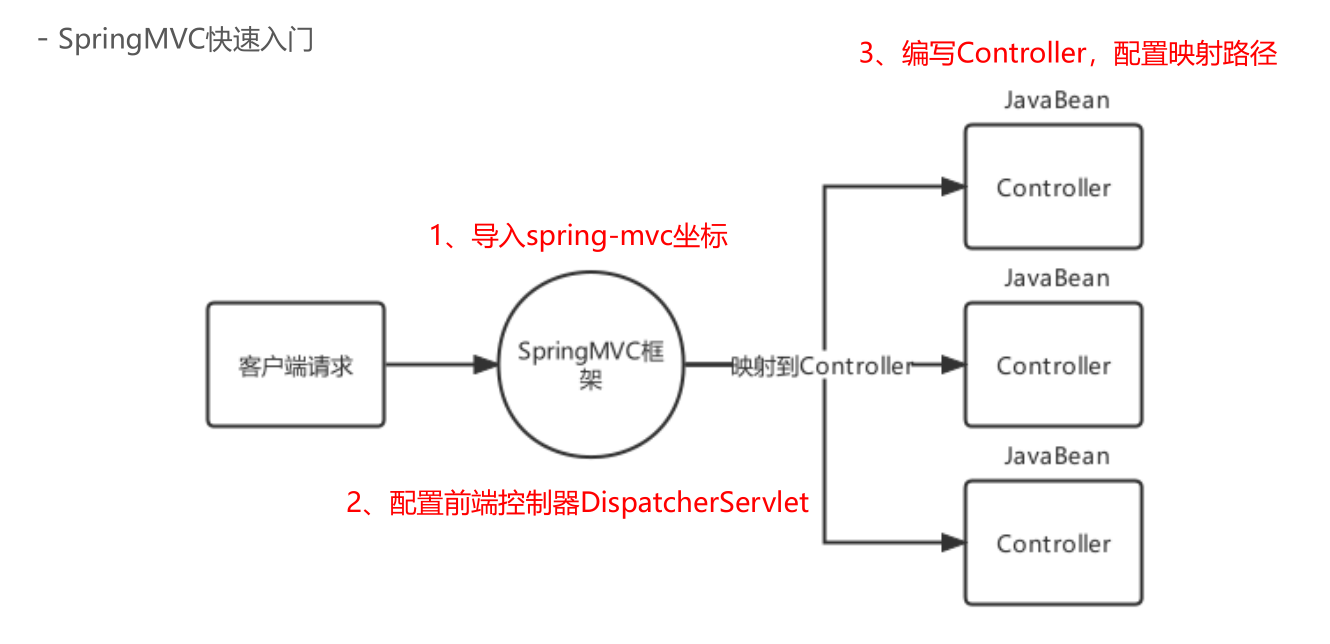 - SpringMVC快速入门
3、编写Controller，配置映射路径
JavaBean
Controller
1、导入spring-mvc坐标
JavaBean
客户端请求
SpringMVC框
架
映射到Controller
Controller
JavaBean
2、配置前端控制器DispatcherServlet
Controller